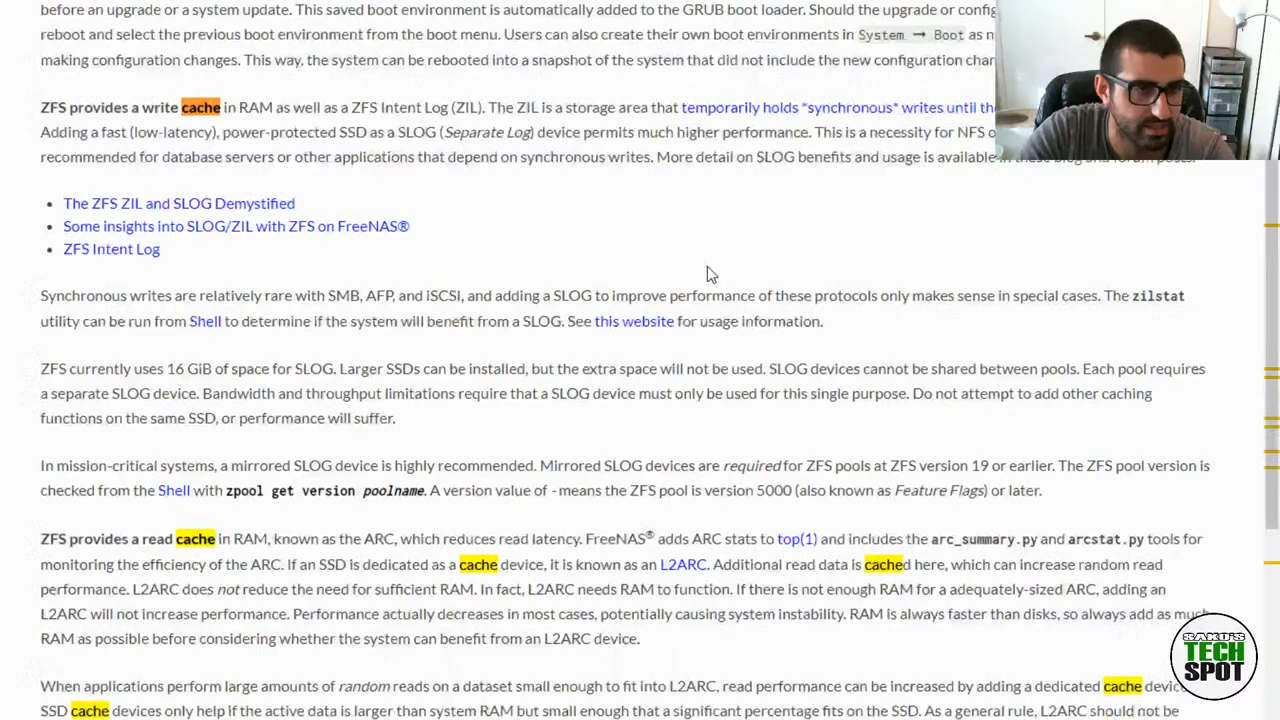 before an upgrade or a system update. This saved boot environment is automatically added to the GRUB boot loader. Should the upgrade or config
reboot and select the previous boot environment from the boot menu. Users can also create their own boot environments in System → Boot as n
making configuration changes. This way, the system can be rebooted into a snapshot of the system that did not include the new configuration chan
ZFS provides a write cache in RAM as well as a ZFS Intent Log (ZIL). The ZIL is a storage area that temporarily holds *synchronous* writes until the
Adding a fast (low-latency), power-protected SSD as a SLOG (Separate Log) device permits much higher performance. This is a necessity for NFS o
recommended for database servers or other applications that depend on synchronous writes. More detail on SLOG benefits and usage is available in these blog and forum posts:
• The ZFS ZIL and SLOG Demystified
• Some insights into SLOG/ZIL with ZFS on FreeNAS®
• ZFS Intent Log
Synchronous writes are relatively rare with SMB, AFP, and iSCSI, and adding a SLOG to improve performance of these protocols only makes sense in special cases. The zilstat
utility can be run from Shell to determine if the system will benefit from a SLOG. See this website for usage information.
ZFS currently uses 16 GiB of space for SLOG. Larger SSDs can be installed, but the extra space will not be used. SLOG devices cannot be shared between pools. Each pool requires
a separate SLOG device. Bandwidth and throughput limitations require that a SLOG device must only be used for this single purpose. Do not attempt to add other caching
functions on the same SSD, or performance will suffer.
In mission-critical systems, a mirrored SLOG device is highly recommended. Mirrored SLOG devices are required for ZFS pools at ZFS version 19 or earlier. The ZFS pool version is
checked from the Shell with zpool get version poolname. A version value of - means the ZFS pool is version 5000 (also known as Feature Flags) or later.
ZFS provides a read cache in RAM, known as the ARC, which reduces read latency. FreeNAS® adds ARC stats to top(1) and includes the arc_summary.py and arcstat.py tools for
monitoring the efficiency of the ARC. If an SSD is dedicated as a cache device, it is known as an L2ARC. Additional read data is cached here, which can increase random read
performance. L2ARC does not reduce the need for sufficient RAM. In fact, L2ARC needs RAM to function. If there is not enough RAM for a adequately-sized ARC, adding an
L2ARC will not increase performance. Performance actually decreases in most cases, potentially causing system instability. RAM is always faster than disks, so always add as much
RAM as possible before considering whether the system can benefit from an L2ARC device.
When applications perform large amounts of random reads on a dataset small enough to fit into L2ARC, read performance can be increased by adding a dedicated cache device
SSD cache devices only help if the active data is larger than system RAM but small enough that a significant percentage fits on the SSD. As a general rule, L2ARC should not be
SAKO'S
TECH
SPOT